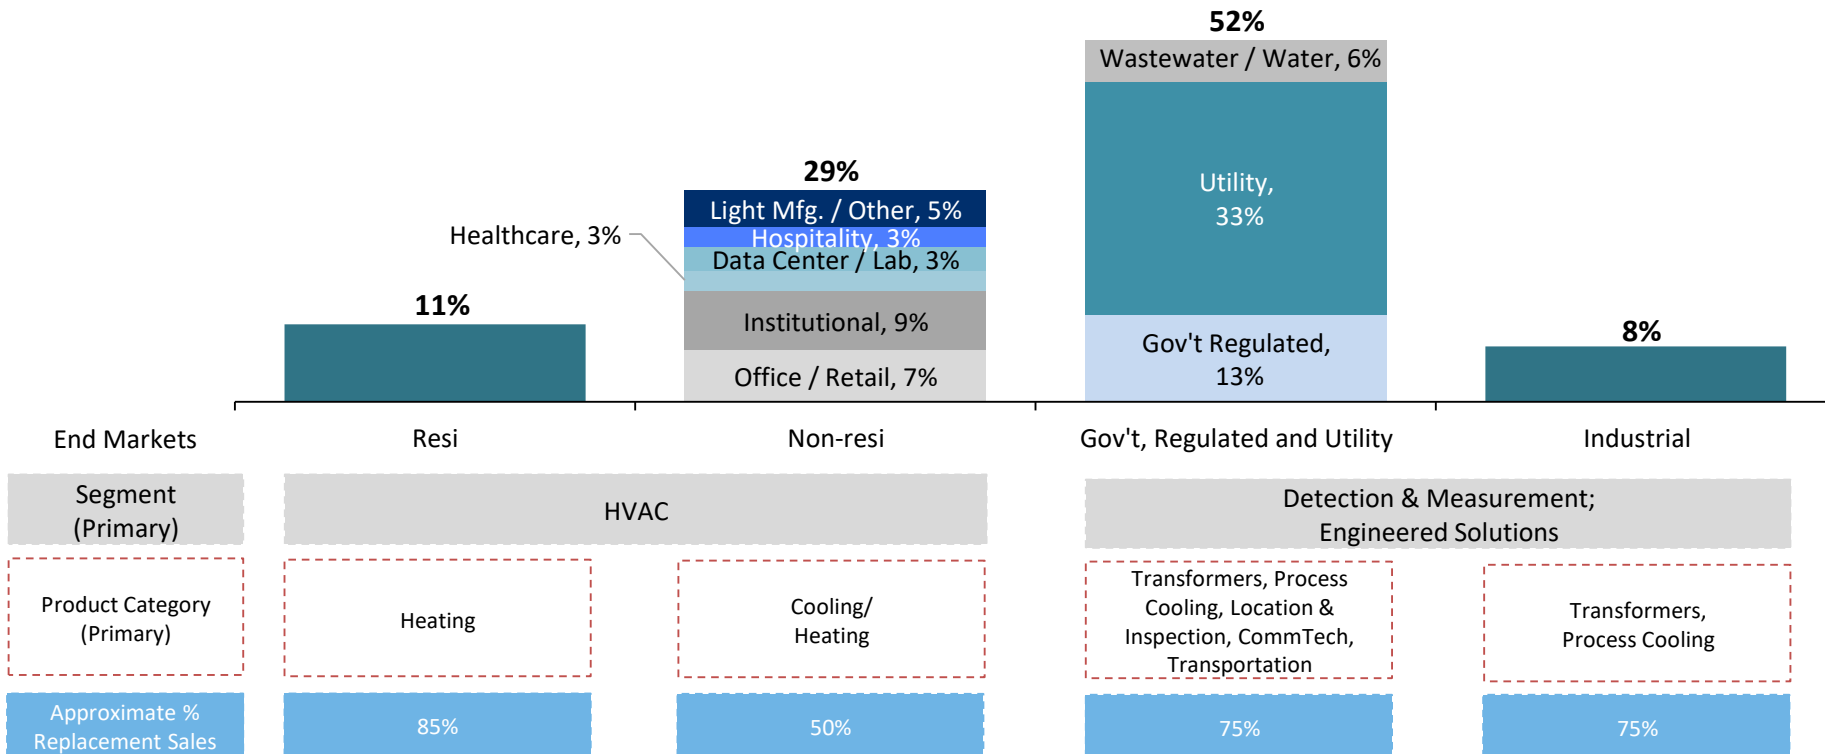 52%
Wastewater / Water, 6%
Utility,
33%
Gov't Regulated,
13%
29%
Light Mfg. / Other, 5%
Hospitality, 3%
Data Center / Lab, 3%
Healthcare, 3%
Institutional, 9%
Office / Retail, 7%
11%
8%
End Markets
Resi
Non-resi
Gov't, Regulated and Utility
Industrial
Segment
(Primary)
HVAC
Detection & Measurement;
Engineered Solutions
Product Category
(Primary)
Heating
Cooling/
Heating
Transformers, Process
Cooling, Location &
Inspection, CommTech,
Transportation
Transformers,
Process Cooling
Approximate %
Replacement Sales
85%
50%
75%
75%